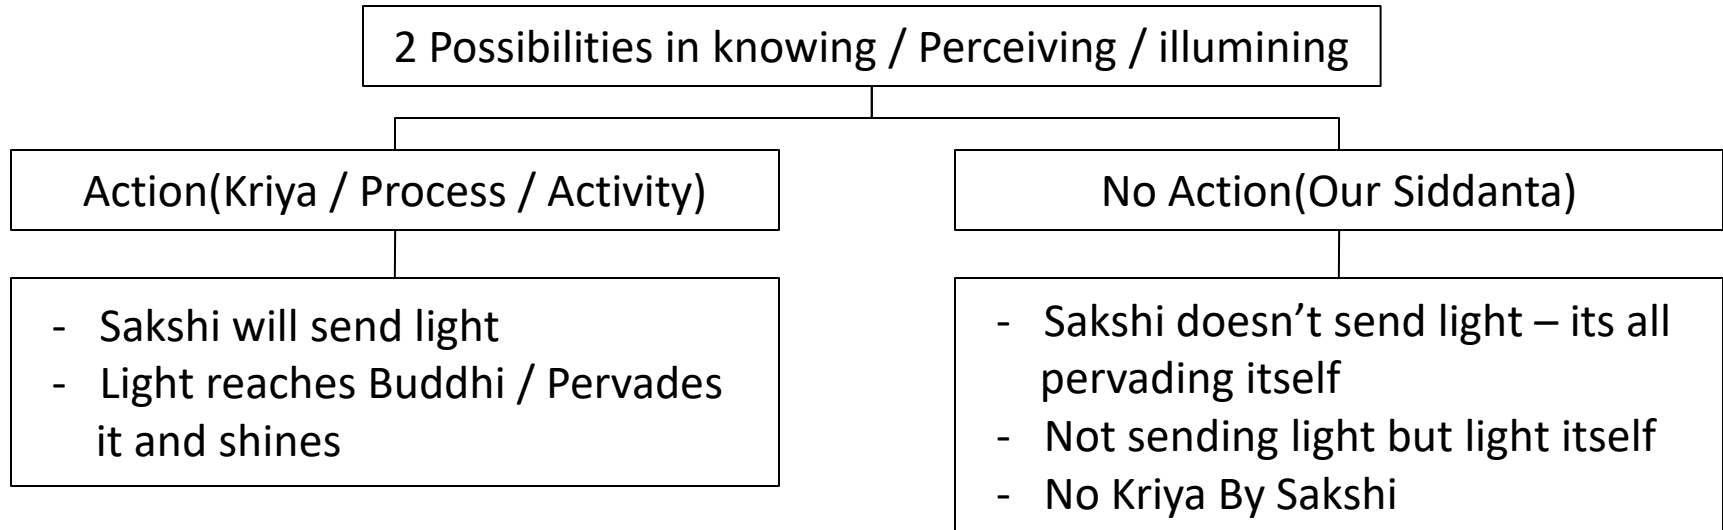 2 Possibilities in knowing / Perceiving / illumining
Action(Kriya / Process / Activity)
- Sakshi will send light
- Light reaches Buddhi / Pervades
it and shines
No Action(Our Siddanta)
- Sakshi doesn’t send light – its all
pervading itself
- Not sending light but light itself
- No Kriya By Sakshi